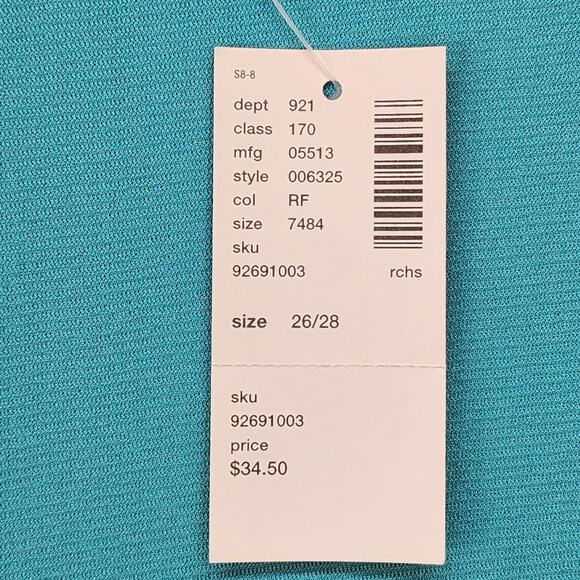 S8-8
dept 921
class 170
mfg 05513
style 006325
col RF
size 7484
sku
92691003 rchs
size 26/28
sku
92691003
price
$34.50